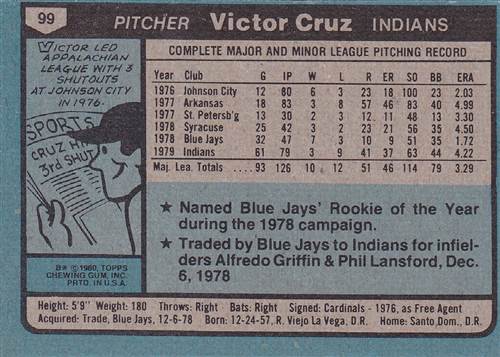 99 PITCHER Victor Cruz INDIANS
VICTOR LED
APPALACHIAN
LEAGUE WITH 3
SHUTOUTS
AT JOHNSON CITY
IN 1976.
SPORTS
CRUZ H
3rd SHUT
B* © 1980, TOPPS
CHEWING GUM, INC.
PRTD. IN U.S.A.
COMPLETE MAJOR AND MINOR LEAGUE PITCHING RECORD
Year Club G IP W L R ER SO BB ERA
1976 Johnson City 12 80 6 3 23 18 100 23 2.03
1977 Arkansas 18 83 3 8 57 46 83 40 4.99
1977 St. Petersb'g 13 30 2 3 12 11 48 13 3.30
1978 Syracuse 25 42 3 2 23 21 56 35 4.50
1978 Blue Jays 32 47 7 3 10 9 51 35 1.72
1979 Indians 61 79 3 9 41 37 63 44 4.22
Maj. Lea. Totals 93 126 10 12 51 46 114 79 3.29
★ Named Blue Jays' Rookie of the Year
during the 1978 campaign.
★ Traded by Blue Jays to Indians for infiel-
ders Alfredo Griffin & Phil Lansford, Dec.
6, 1978
Height: 5'9" Weight: 180 Throws: Right Bats: Right Signed: Cardinals - 1976, as Free Agent
Acquired: Trade, Blue Jays, 12-6-78 Born: 12-24-57, R. Viejo La Vega, D.R. Home: Santo Dom., D.R.